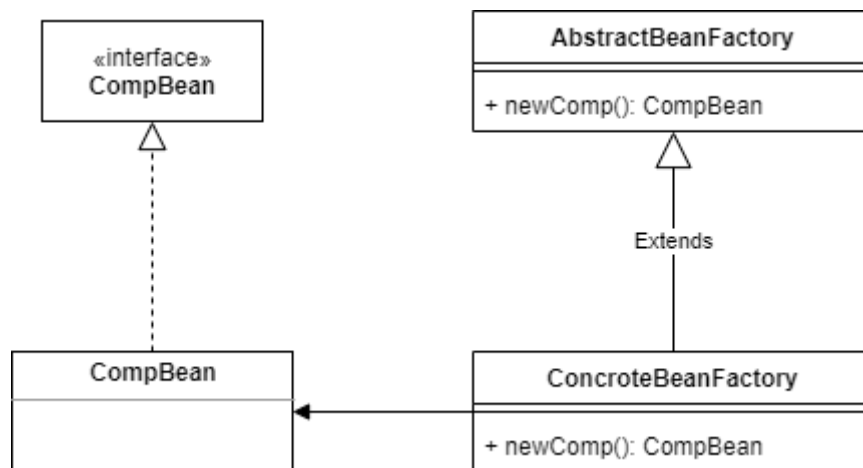 «interface»
CompBean
AbstractBeanFactory
+ newComp(): CompBean
Extends
CompBean
ConcroteBeanFactory
+ newComp(): CompBean